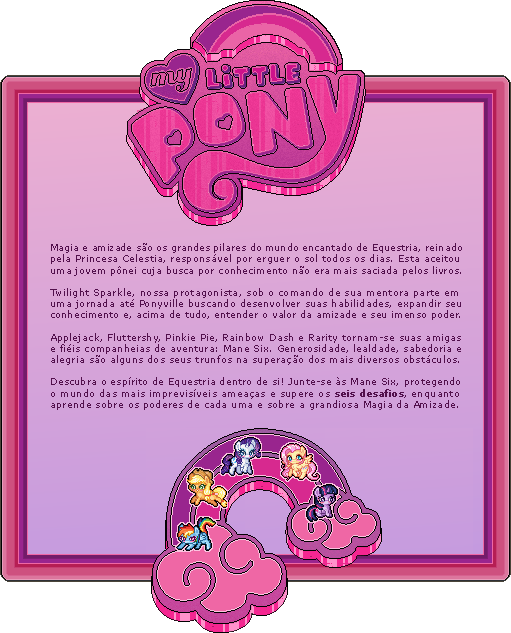 my
LITTLE
PONY
Magia e amizade são os grandes pilares do mundo encantado de Equestria, reinado
pela Princesa Celestia, responsável por erguer o sol todos os dias. Esta aceitou
uma jovem pônei cuja busca por conhecimento não era mais saciada pelos livros.
Twilight Sparkle, nossa protagonista, sob o comando de sua mentora parte em
uma jornada até Ponyville buscando desenvolver suas habilidades, expandir seu
conhecimento e, acima de tudo, entender o valor da amizade e seu imenso poder.
Applejack, Fluttershy, Pinkie Pie, Rainbow Dash e Rarity tornam-se suas amigas
e fiéis companheias de aventura: Mane Six. Generosidade, lealdade, sabedoria e
alegria são alguns dos seus trunfos na superação dos mais diversos obstáculos.
Descubra o espírito de Equestria dentro de si! Junte-se às Mane Six, protegendo
o mundo das mais imprevisíveis ameaças e supere os seis desafios, enquanto
aprende sobre os poderes de cada uma e sobre a grandiosa Magia da Amizade.